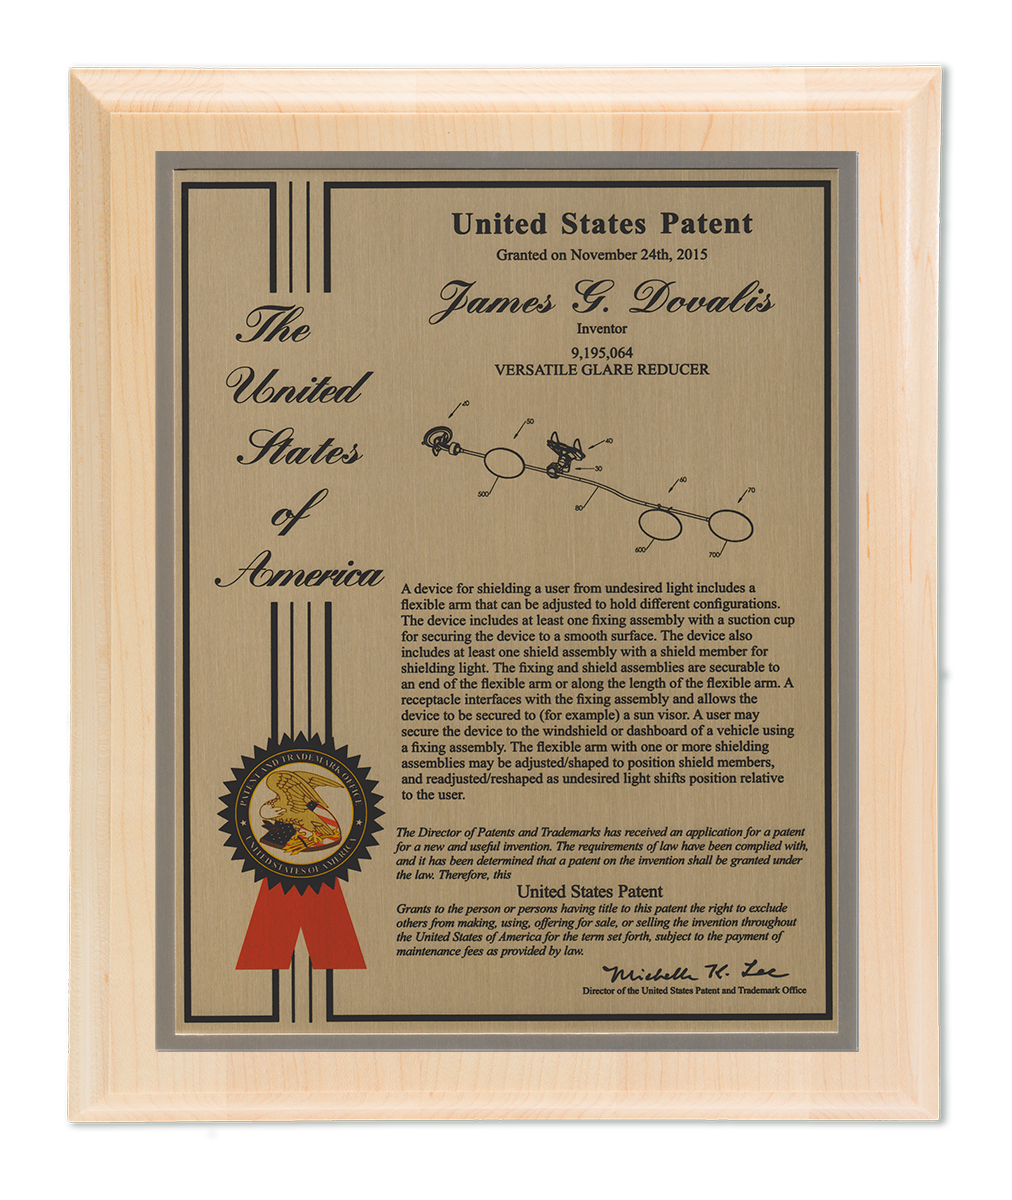 The
United
States
of
America
United States Patent
Granted on November 24th, 2015
James G. Dovalis
Inventor
9,195,064
VERSATILE GLARE REDUCER
20
50
40
30
500
80
60
70
600
700
A device for shielding a user from undesired light includes a
flexible arm that can be adjusted to hold different configurations.
The device includes at least one fixing assembly with a suction cup
for securing the device to a smooth surface. The device also
includes at least one shield assembly with a shield member for
shielding light. The fixing and shield assemblies are securable to
an end of the flexible arm or along the length of the flexible arm. A
receptacle interfaces with the fixing assembly and allows the
device to be secured to (for example) a sun visor. A user may
secure the device to the windshield or dashboard of a vehicle using
a fixing assembly. The flexible arm with one or more shielding
assemblies may be adjusted/shaped to position shield members,
and readjusted/reshaped as undesired light shifts position relative
to the user.
PATENT AND TRADEMARK OFFICE
UNITED STATES OF AMERICA
The Director of Patents and Trademarks has received an application for a patent
for a new and useful invention. The requirements of law have been complied with,
and it has been determined that a patent on the invention shall be granted under
the law. Therefore, this
United States Patent
Grants to the person or persons having title to this patent the right to exclude
others from making, using, offering for sale, or selling the invention throughout
the United States of America for the term set forth, subject to the payment of
maintenance fees as provided by law.
Michelle K. Lee
Director of the United States Patent and Trademark Office